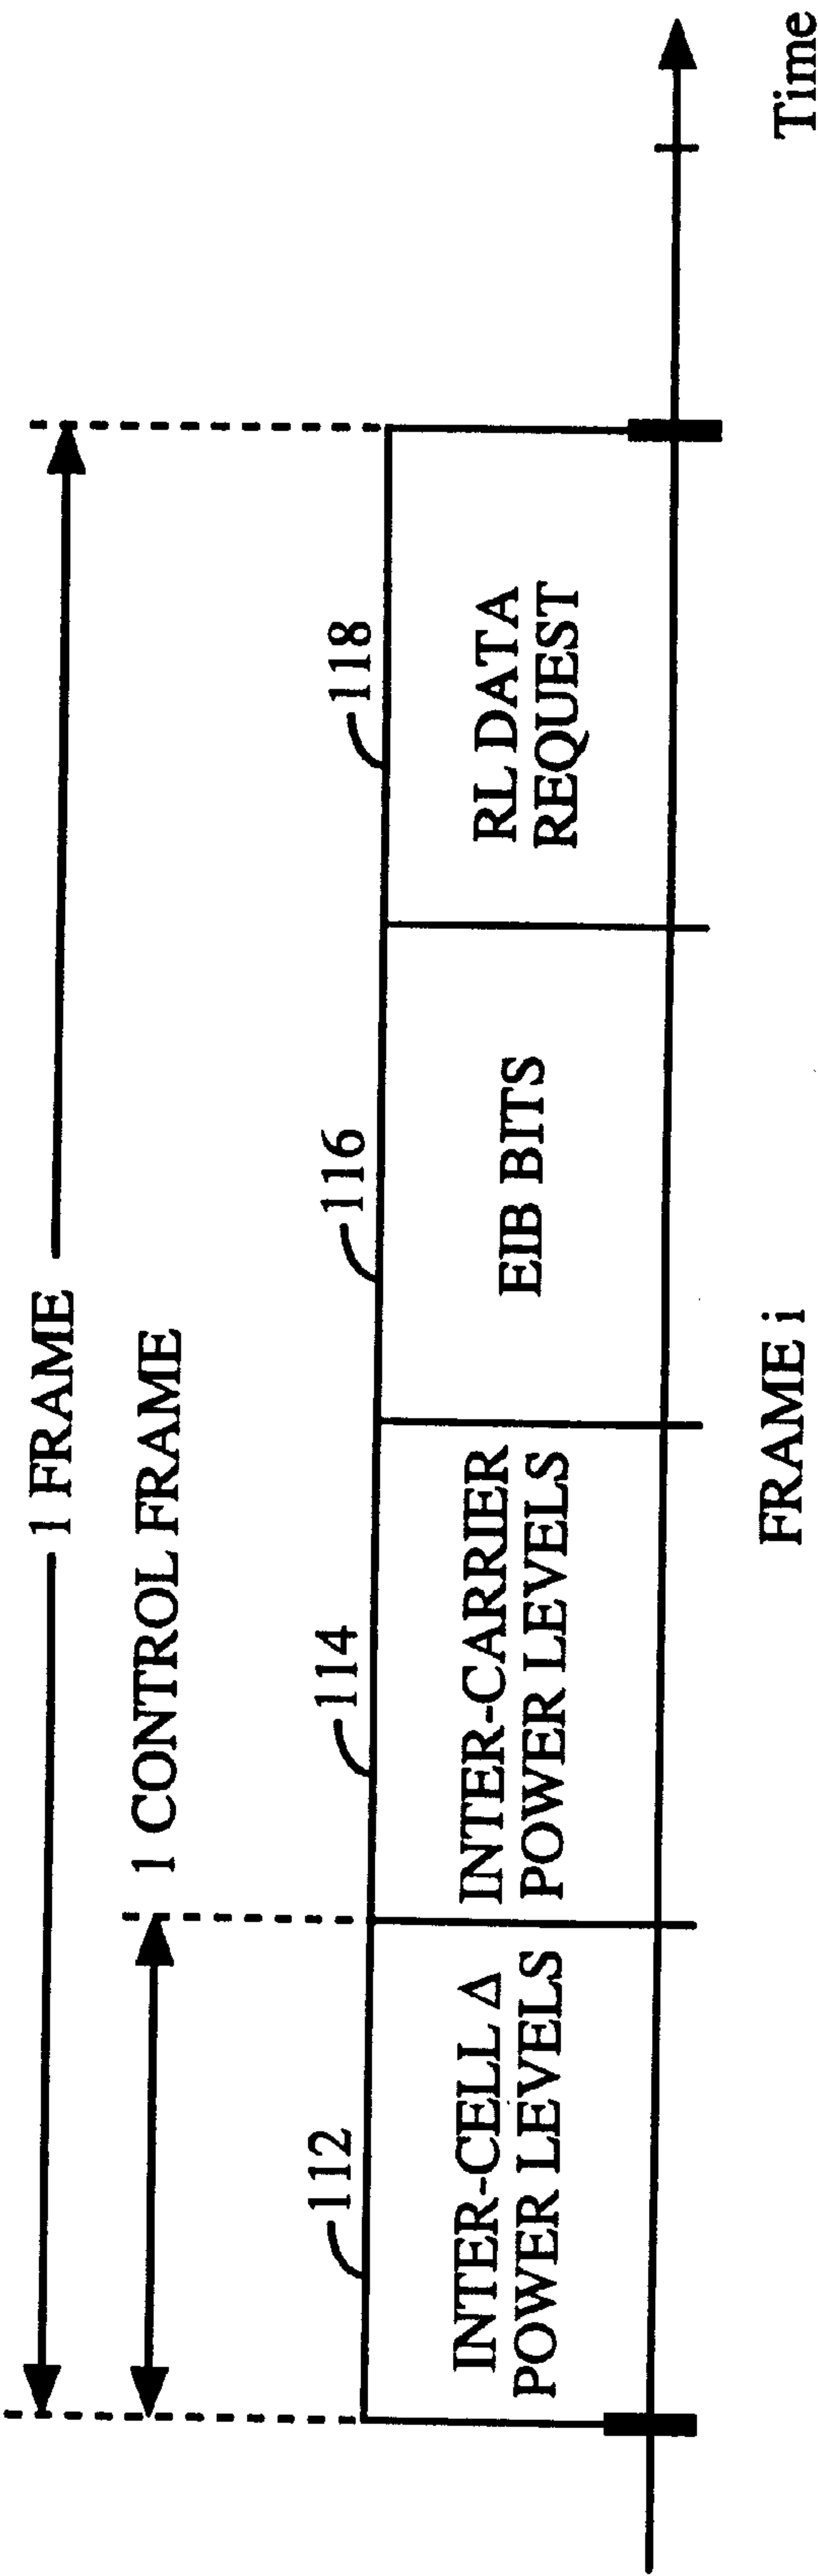 1 FRAME
1 CONTROL FRAME
112
114
116
118
INTER-CELL Δ
POWER LEVELS
INTER-CARRIER
POWER LEVELS
EIB BITS
RL DATA
REQUEST
FRAME i
Time